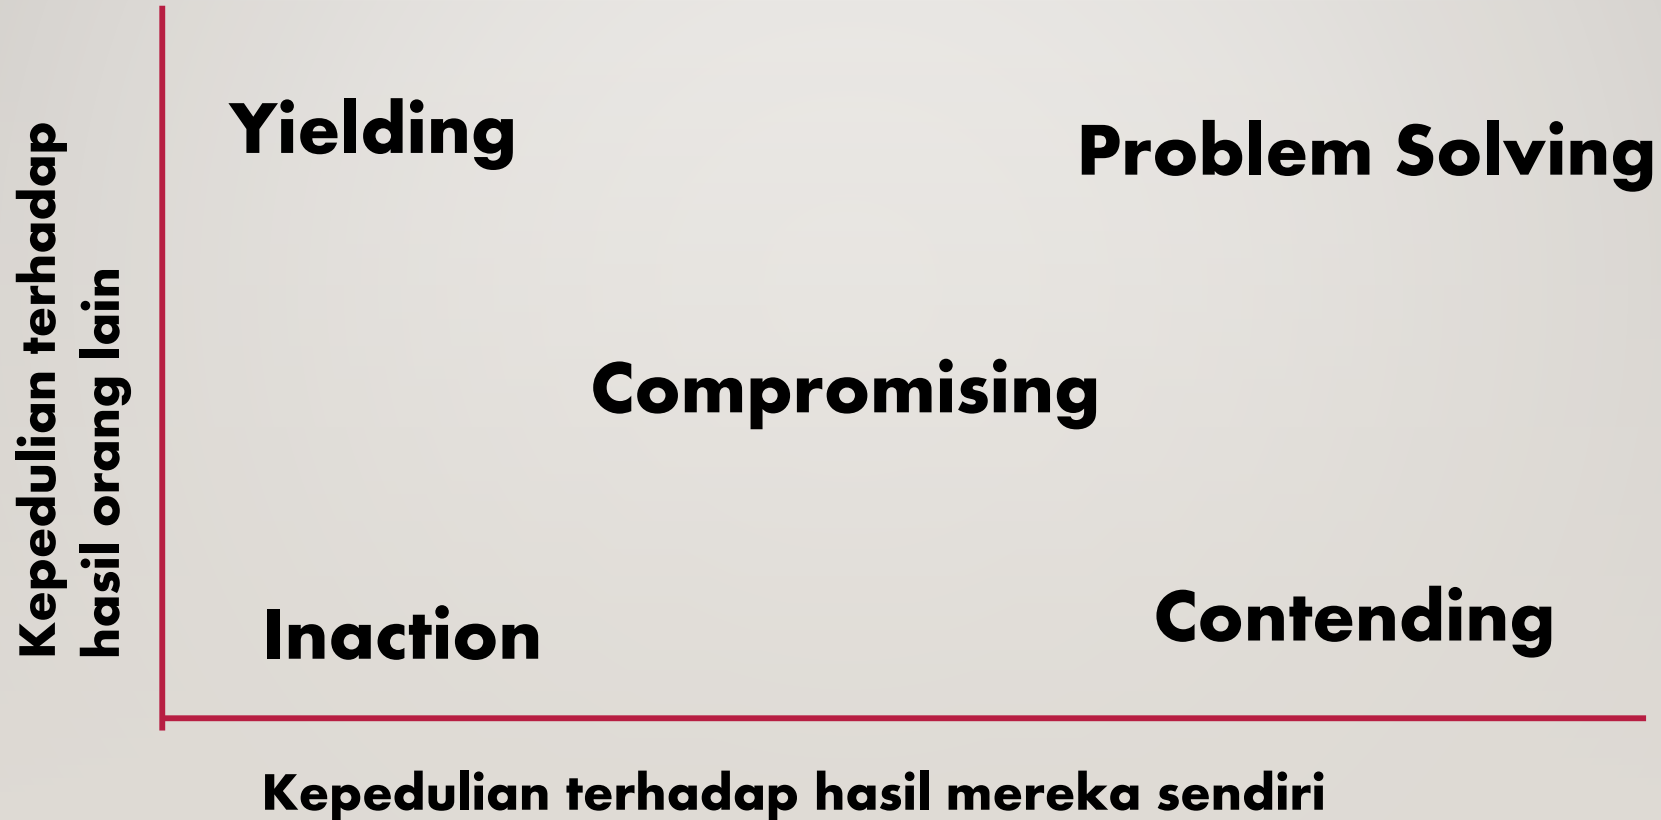 Kepedulian terhadap
hasil orang lain
Yielding
Problem Solving
Compromising
Inaction
Contending
Kepedulian terhadap hasil mereka sendiri